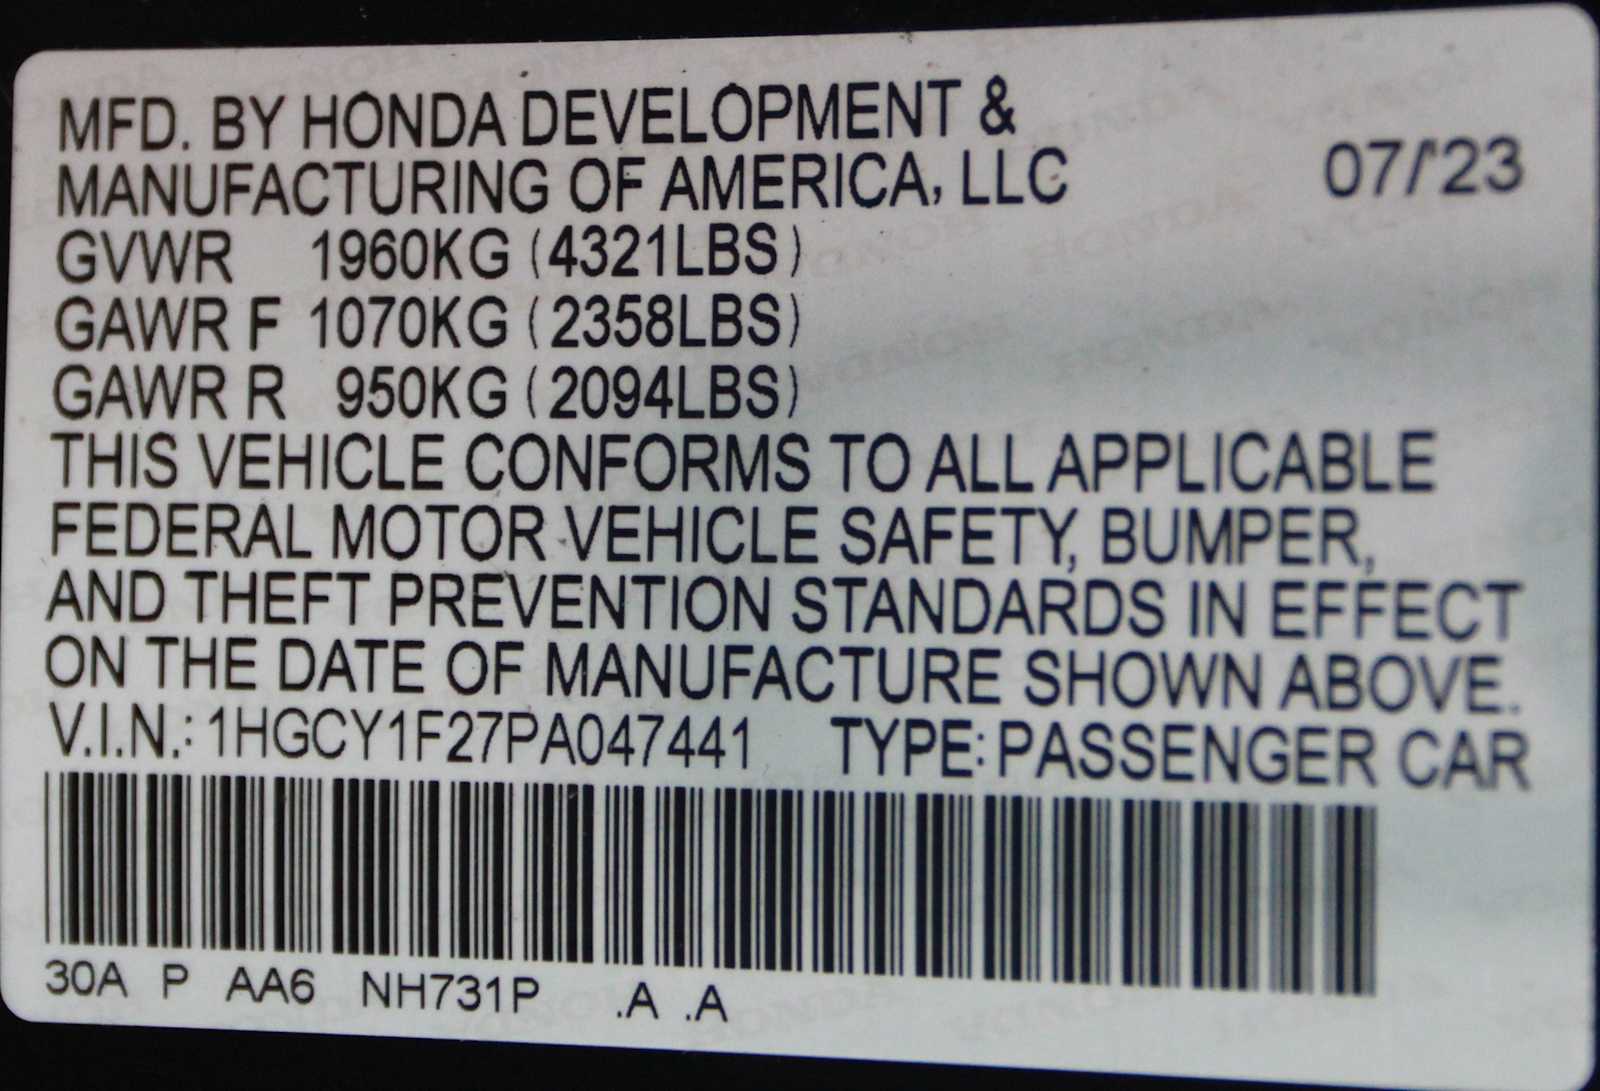 MFD. BY HONDA DEVELOPMENT &
MANUFACTURING OF AMERICA, LLC 07/'23
GVWR 1960KG (4321LBS)
GAWR F 1070KG (2358LBS)
GAWR R 950KG (2094LBS)
THIS VEHICLE CONFORMS TO ALL APPLICABLE
FEDERAL MOTOR VEHICLE SAFETY, BUMPER,
AND THEFT PREVENTION STANDARDS IN EFFECT
ON THE DATE OF MANUFACTURE SHOWN ABOVE.
V.I.N.: 1HGCY1F27PA047441 TYPE: PASSENGER CAR
30A P AA6 NH731P .A .A